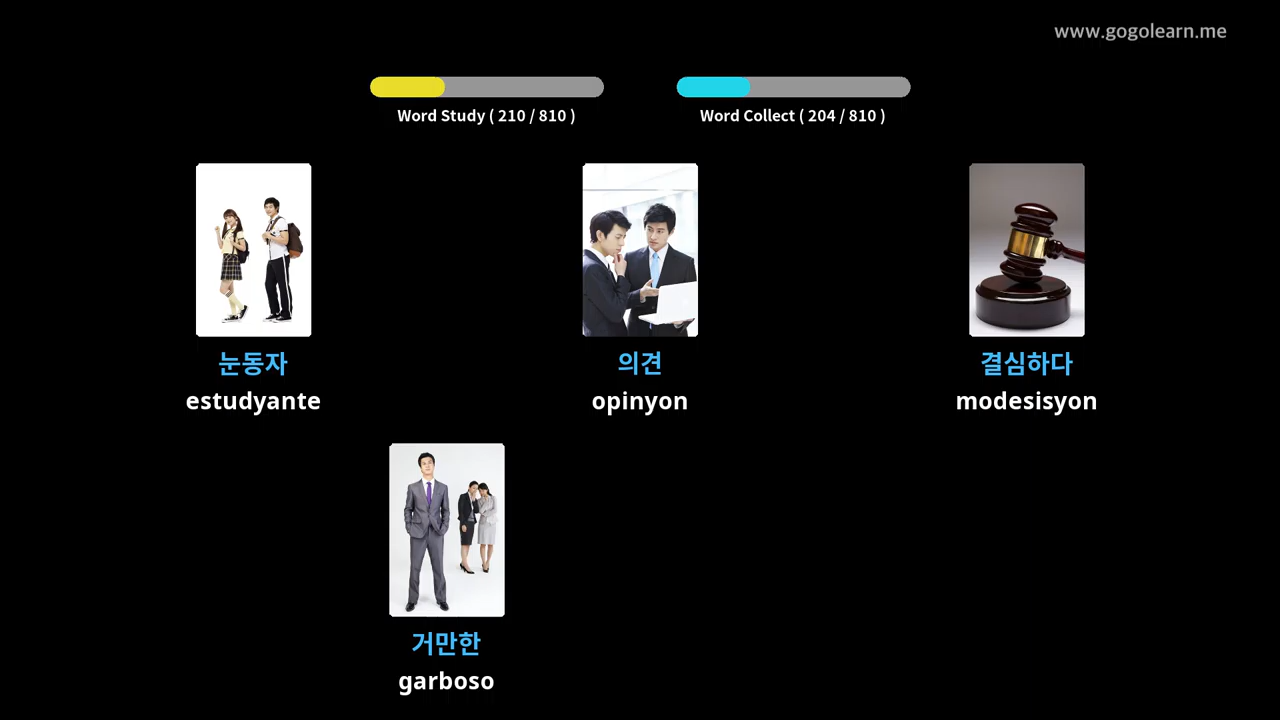 www.gogolearn.me
Word Study ( 210 / 810 )
Word Collect ( 204 / 810 )
눈동자
estudyante
의견
opinyon
결심하다
modesisyon
거만한
garboso